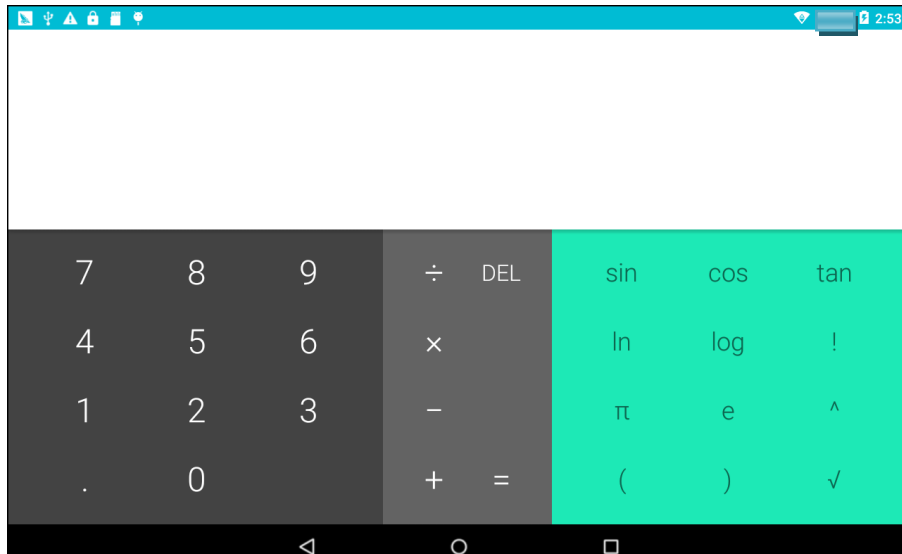 2:53
7 8 9 ÷ DEL sin cos tan
4 5 6 × ln log !
1 2 3 − π e ^
. 0 + = ( ) √